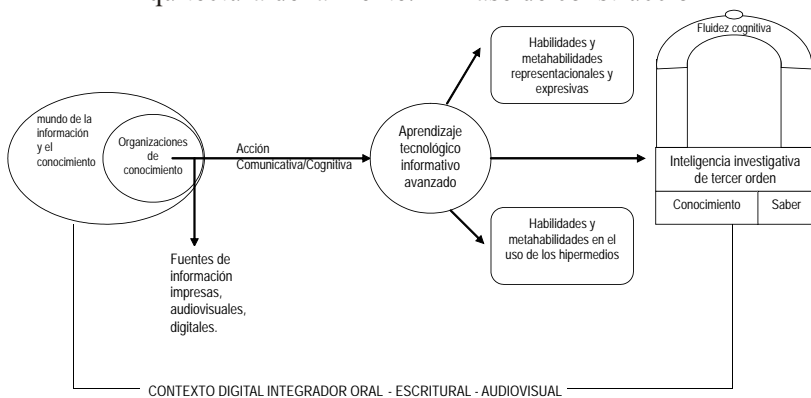 Fluidez cognitiva
mundo de la
información
y el
conocimiento
Organizaciones
de
conocimiento
Acción
Comunicativa/Cognitiva
Fuentes de
información
impresas,
audiovisuales,
digitales.
Aprendizaje
tecnológico
informativo
avanzado
Habilidades y
metahabilidades
representacionales y
expresivas
Habilidades y
metahabilidades en el
uso de los hipermedios
Inteligencia investigativa
de tercer orden
Conocimiento
Saber
CONTEXTO DIGITAL INTEGRADOR ORAL - ESCRITURAL - AUDIOVISUAL